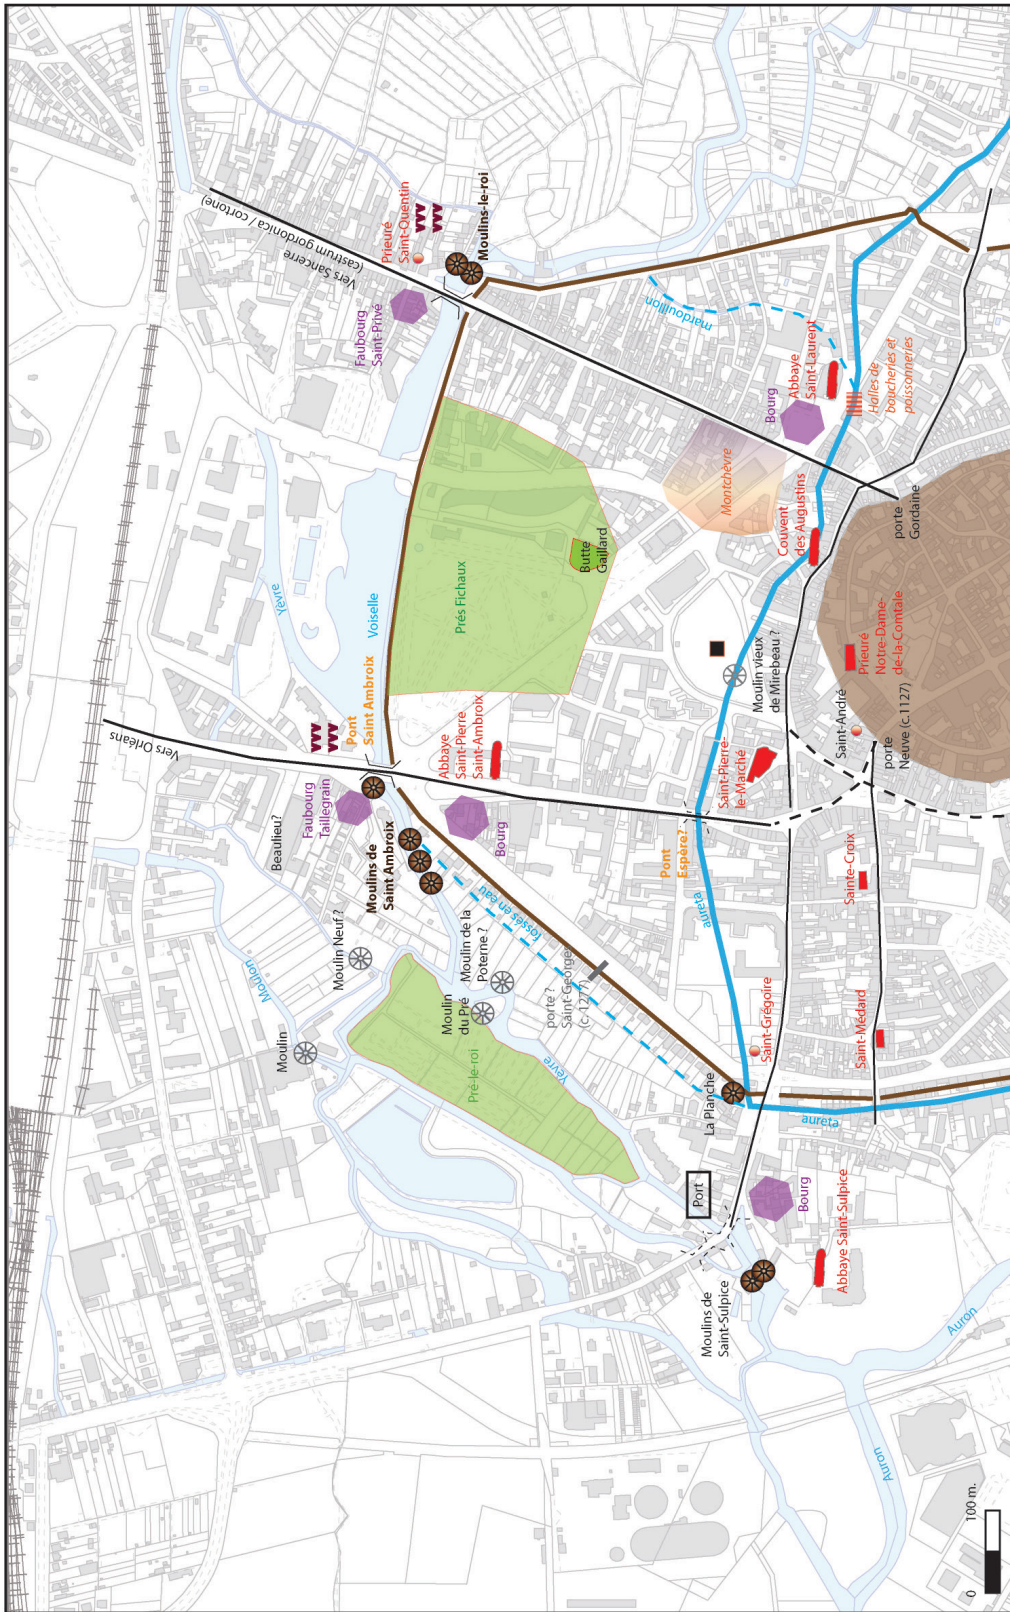 Vers Sancerre
(castrum gordonica / cortone)
Prieuré
Saint-Quentin
Moulins-le-roi
Faubourg
Saint-Privé
mardouillon
Abbaye
Saint-Laurent
Halles de
boucheries et
poissonneries
Bourg
Montchevre
Couvent
des Augustins
porte
Gordaine
Yèvre
Voiselle
Prés Fichaux
Butte
Gaillard
Vers Orléans
Pont
Saint Ambroix
Abbaye
Saint-Pierre
Saint-Ambroix
Faubourg
Taillegrain
Bourg
Moulin vieux
de Mirebeau ?
Prieuré
Notre-Dame-
de-la-Comtale
Saint-André
porte
Neuve (c.1127)
Saint-Pierre-
le-Marché
Pont
Espère?
Sainte-Croix
aureta
Beaulieu?
Moulins de
Saint Ambroix
fossés en eau
Moulon
Moulin Neuf ?
Moulin de la
Poterne ?
Moulin
du Pré
Moulin
porte ?
Saint-Georges
(c. 1277)
Pré-le-roi
Yèvre
Saint-Grégoire
Saint-Médard
La Planche
aureta
Port
Bourg
Abbaye Saint-Sulpice
Moulins de
Saint-Sulpice
Auron
Auron
0 100 m.